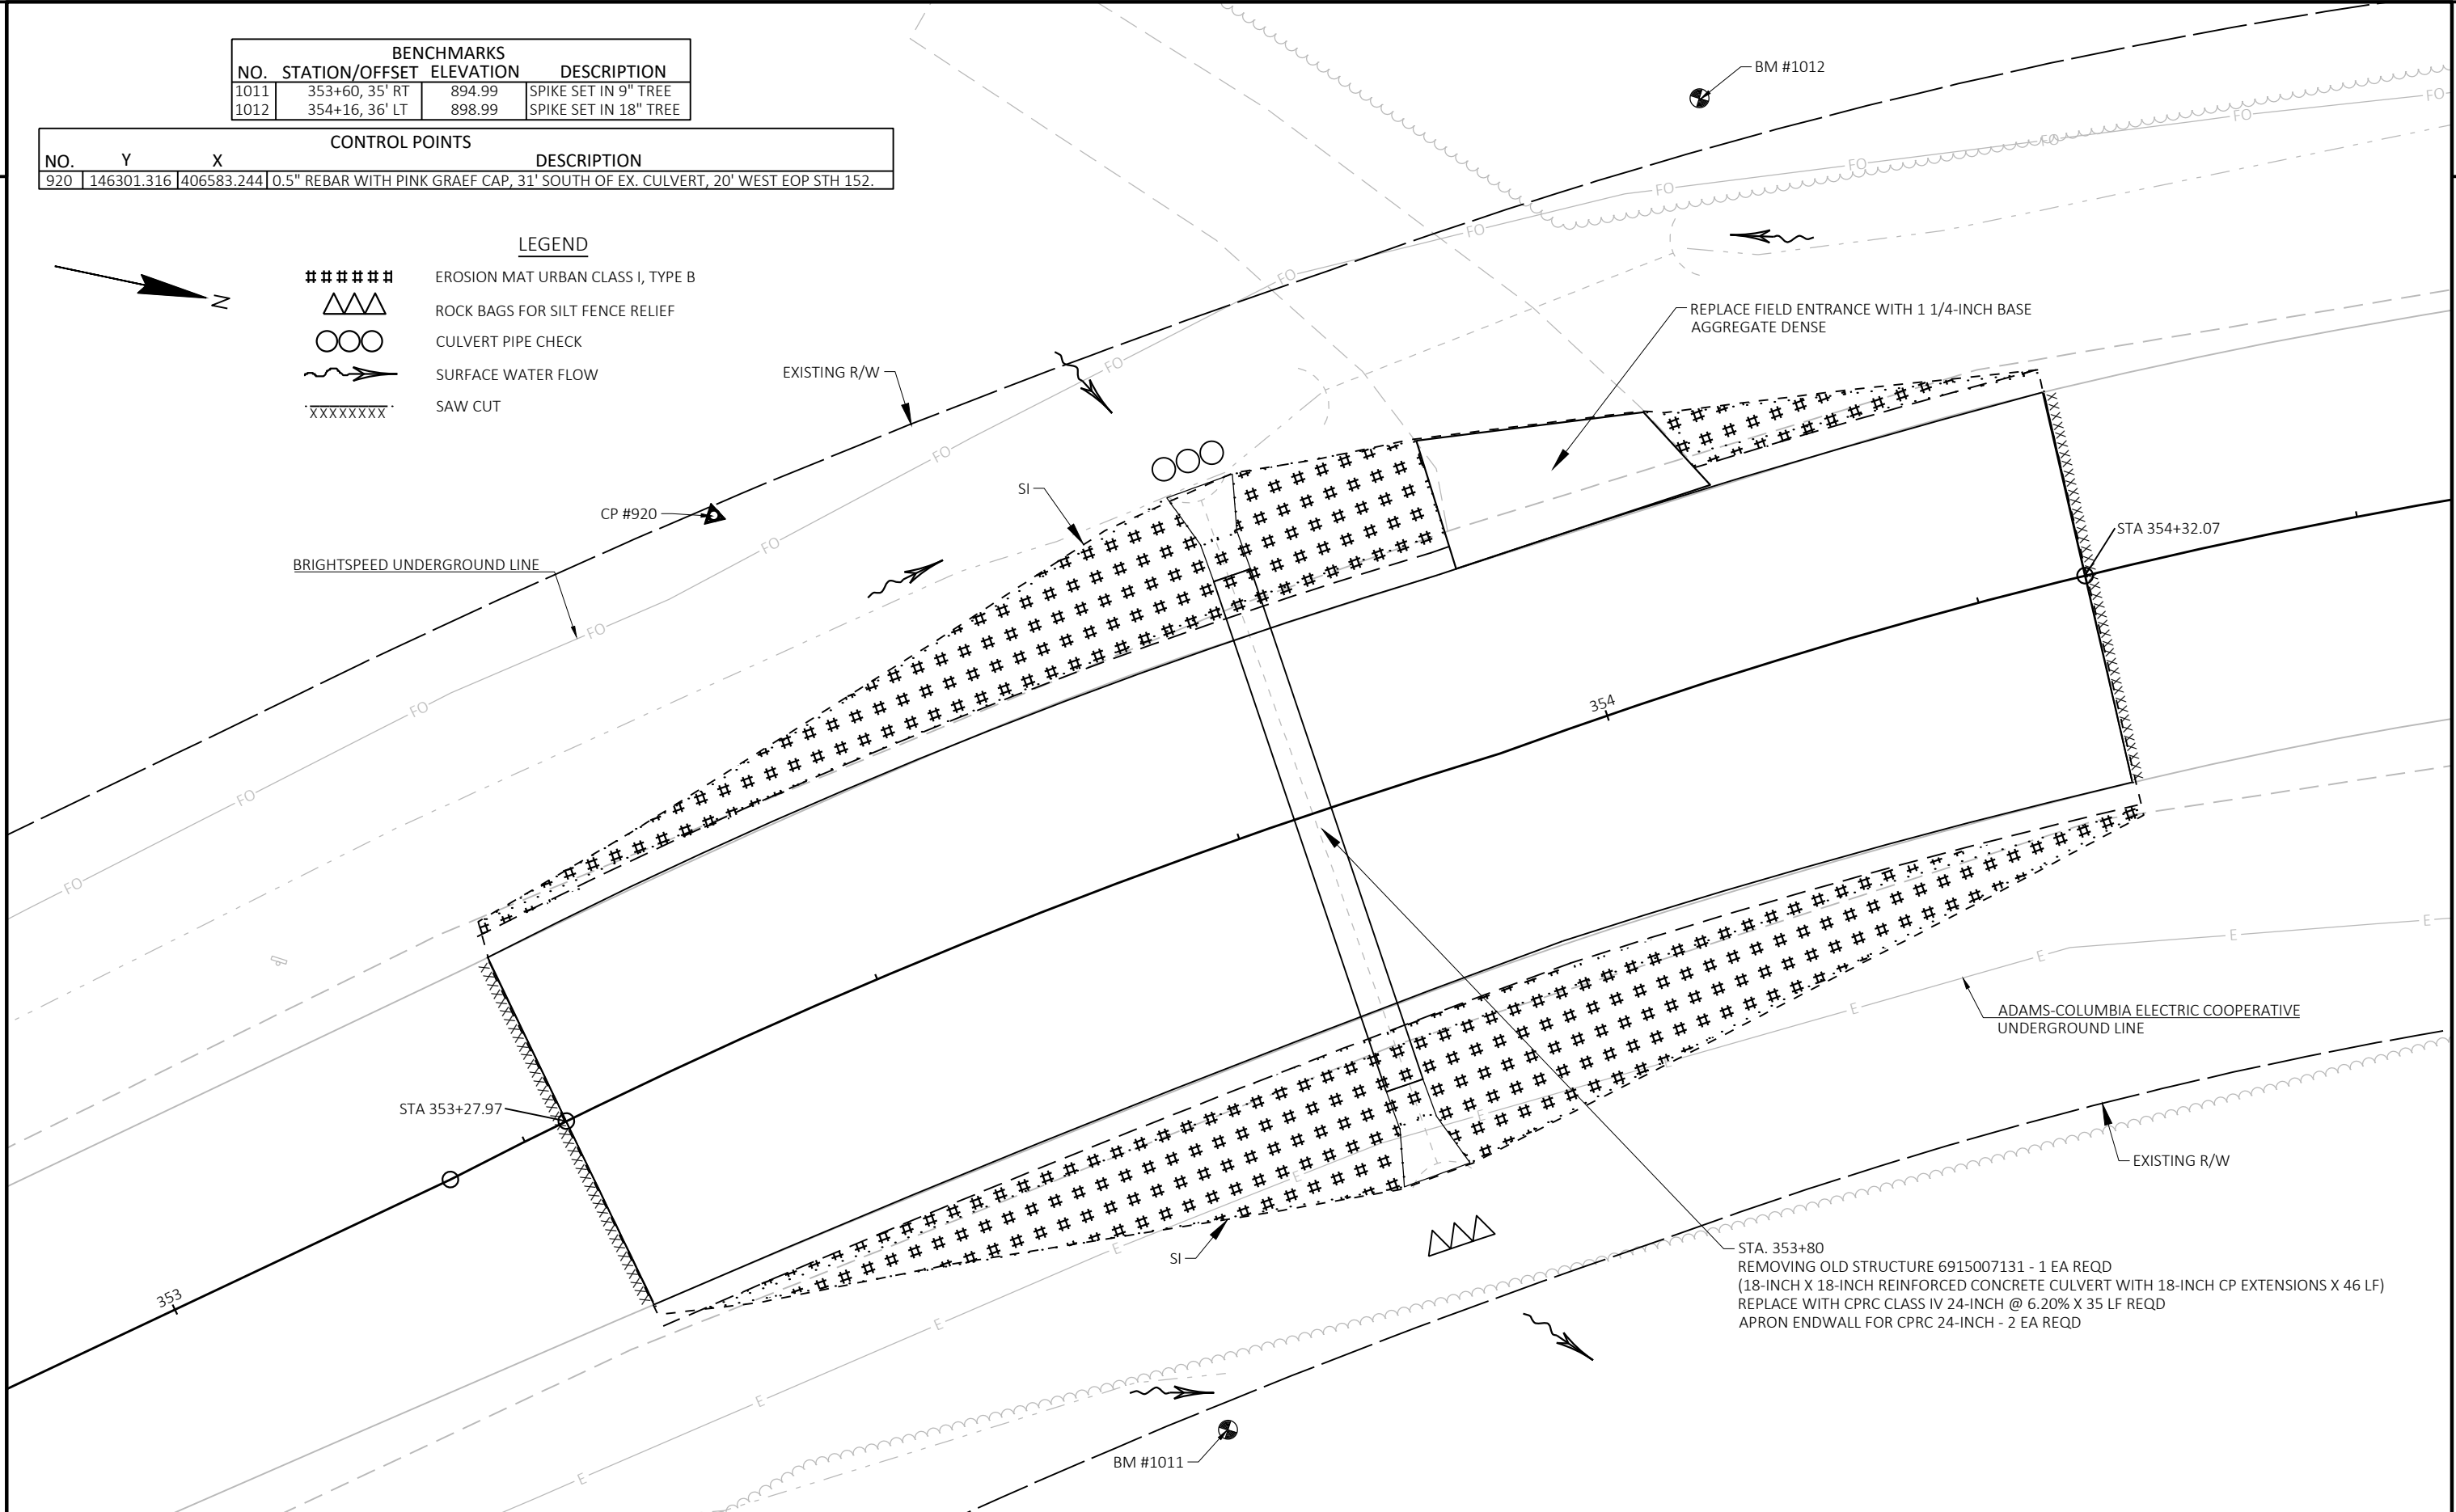 BENCHMARKS
NO. STATION/OFFSET ELEVATION DESCRIPTION
1011 353+60, 35' RT 894.99 SPIKE SET IN 9" TREE
1012 354+16, 36' LT 898.99 SPIKE SET IN 18" TREE
CONTROL POINTS
NO. Y X DESCRIPTION
920 146301.316 406583.244 0.5" REBAR WITH PINK GRAEF CAP, 31' SOUTH OF EX. CULVERT, 20' WEST EOP STH 152.
LEGEND
EROSION MAT URBAN CLASS I, TYPE B
ROCK BAGS FOR SILT FENCE RELIEF
CULVERT PIPE CHECK
SURFACE WATER FLOW
XXXXXXXX SAW CUT
N
BM #1012
FO
FO
FO
FO
FO
FO
FO
REPLACE FIELD ENTRANCE WITH 1 1/4-INCH BASE
AGGREGATE DENSE
EXISTING R/W
FO
FO
SI
CP #920
FO
BRIGHTSPEED UNDERGROUND LINE
STA 354+32.07
FO
FO
FO
FO
354
E
E
E
E
ADAMS-COLUMBIA ELECTRIC COOPERATIVE
UNDERGROUND LINE
E
E
STA 353+27.97
EXISTING R/W
E
SI
E
353
E
E
E
STA. 353+80
REMOVING OLD STRUCTURE 6915007131 - 1 EA REQD
(18-INCH X 18-INCH REINFORCED CONCRETE CULVERT WITH 18-INCH CP EXTENSIONS X 46 LF)
REPLACE WITH CPRC CLASS IV 24-INCH @ 6.20% X 35 LF REQD
APRON ENDWALL FOR CPRC 24-INCH - 2 EA REQD
BM #1011